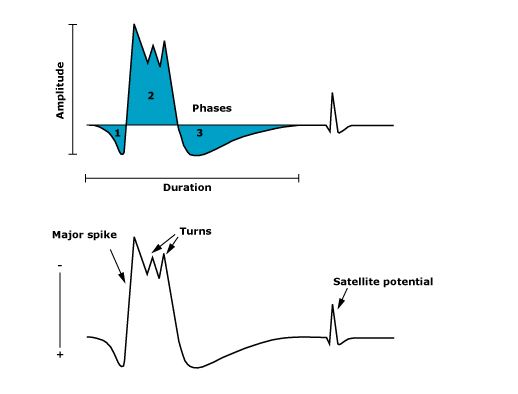 Amplitude
1
2
Phases
3
Duration
Major spike
Turns
-
Satellite potential
+